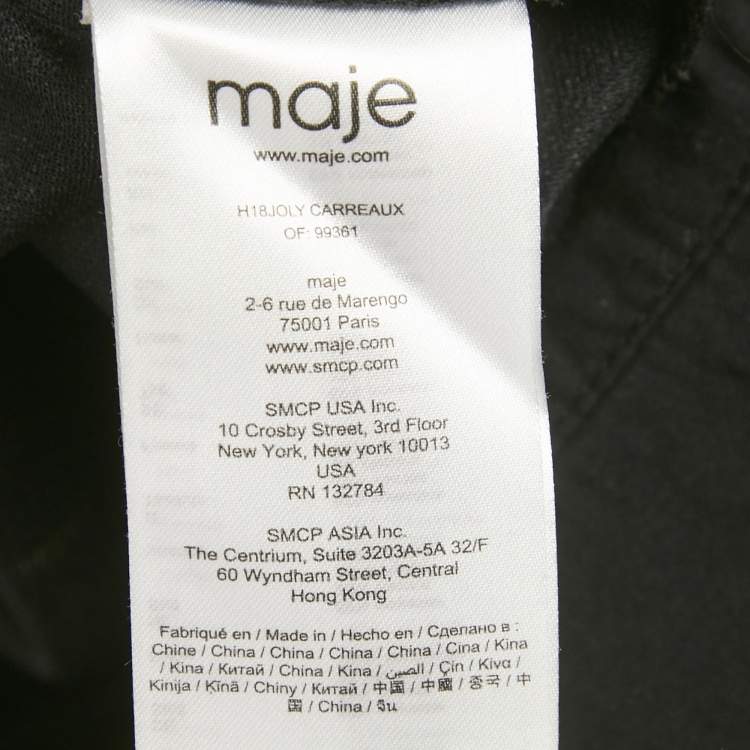 maje
www.maje.com
H18JOLY CARREAUX
OF: 99361
maje
2-6 rue de Marengo
75001 Paris
www.maje.com
www.smcp.com
SMCP USA Inc.
10 Crosby Street, 3rd Floor
New York, New york 10013
USA
RN 132784
SMCP ASIA Inc.
The Centrium, Suite 3203A-5A 32/F
60 Wyndham Street, Central
Hong Kong
Fabriqué en / Made in / Hecho en / Сделано в :
Chine / China / China / China / China / Cina / Kina
/ Kina / Китай / China / Kina / الصين / Çin / Κίνα /
Kinija / Ķīnā / Chiny / Китай / 中国 / 中國 / 중국 / 中
国 / China / จีน